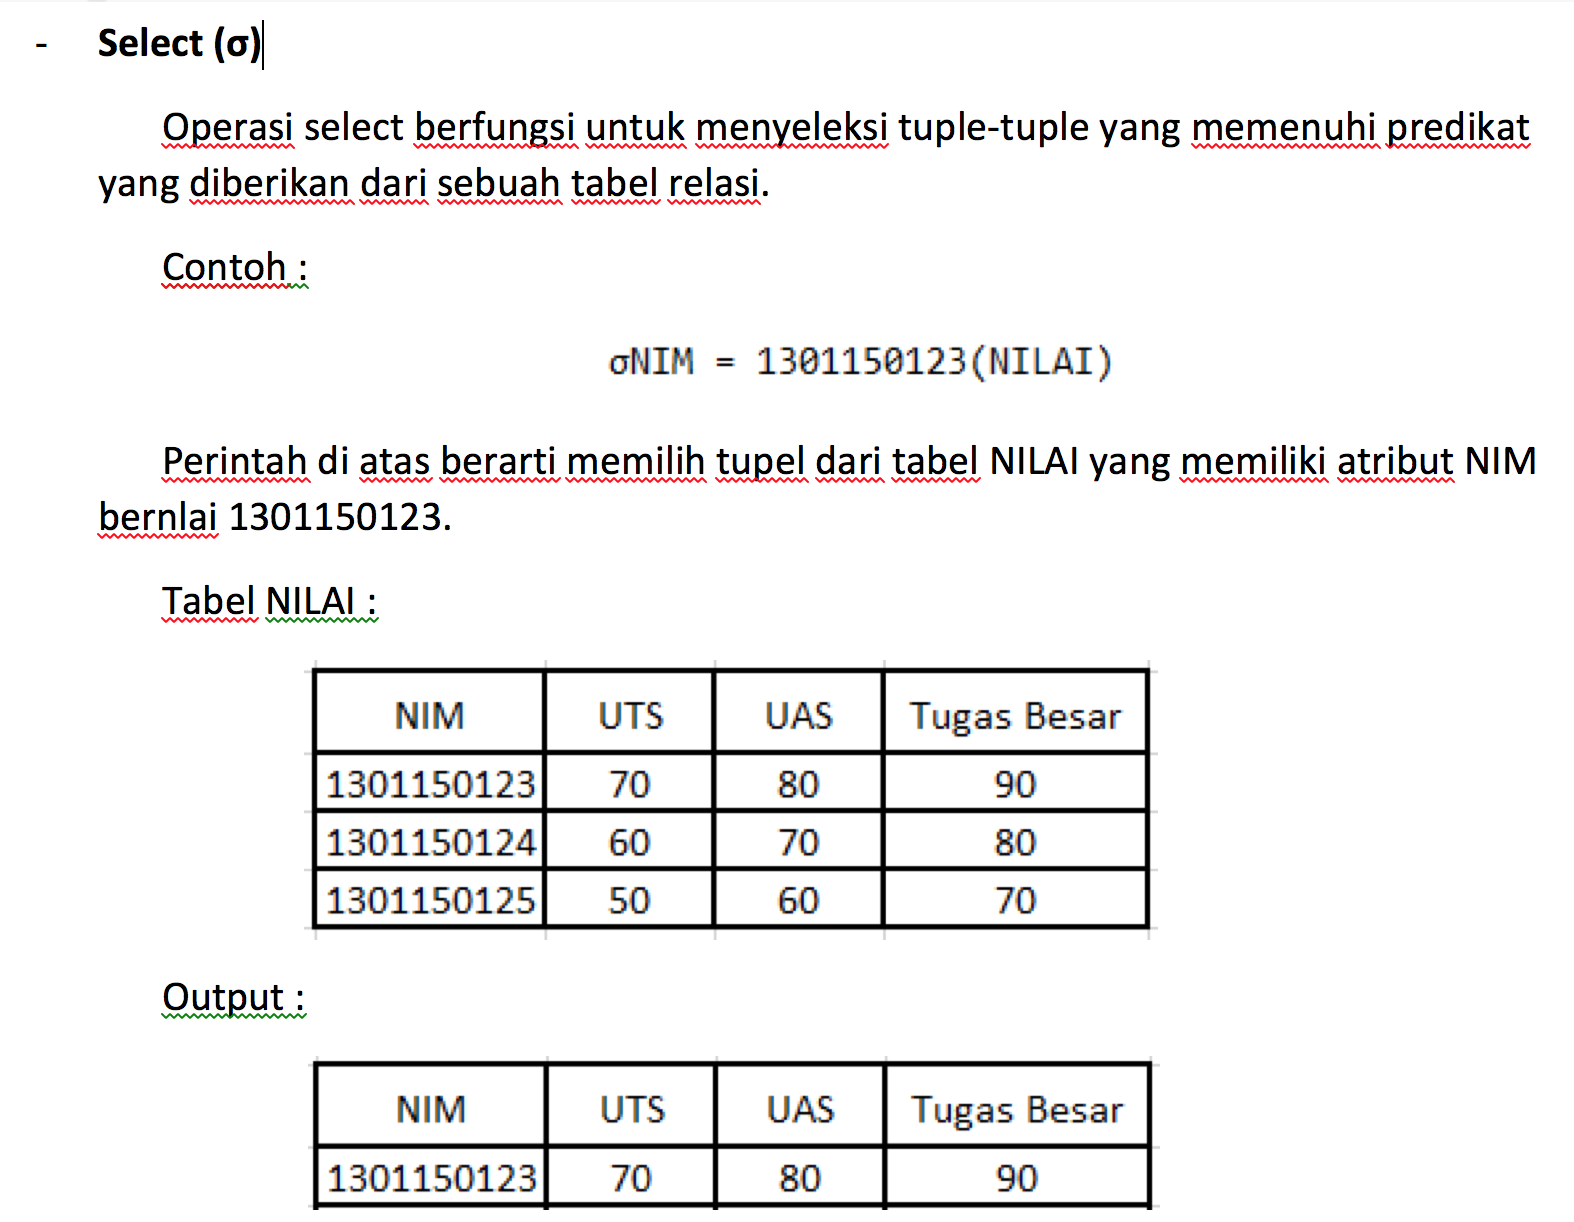 - Select (σ)
Operasi select berfungsi untuk menyeleksi tuple-tuple yang memenuhi predikat
yang diberikan dari sebuah tabel relasi.
Contoh :
σNIM = 1301150123(NILAI)
Perintah di atas berarti memilih tupel dari tabel NILAI yang memiliki atribut NIM
bernlai 1301150123.
Tabel NILAI :
NIM UTS UAS Tugas Besar
1301150123 70 80 90
1301150124 60 70 80
1301150125 50 60 70
Output :
NIM UTS UAS Tugas Besar
1301150123 70 80 90